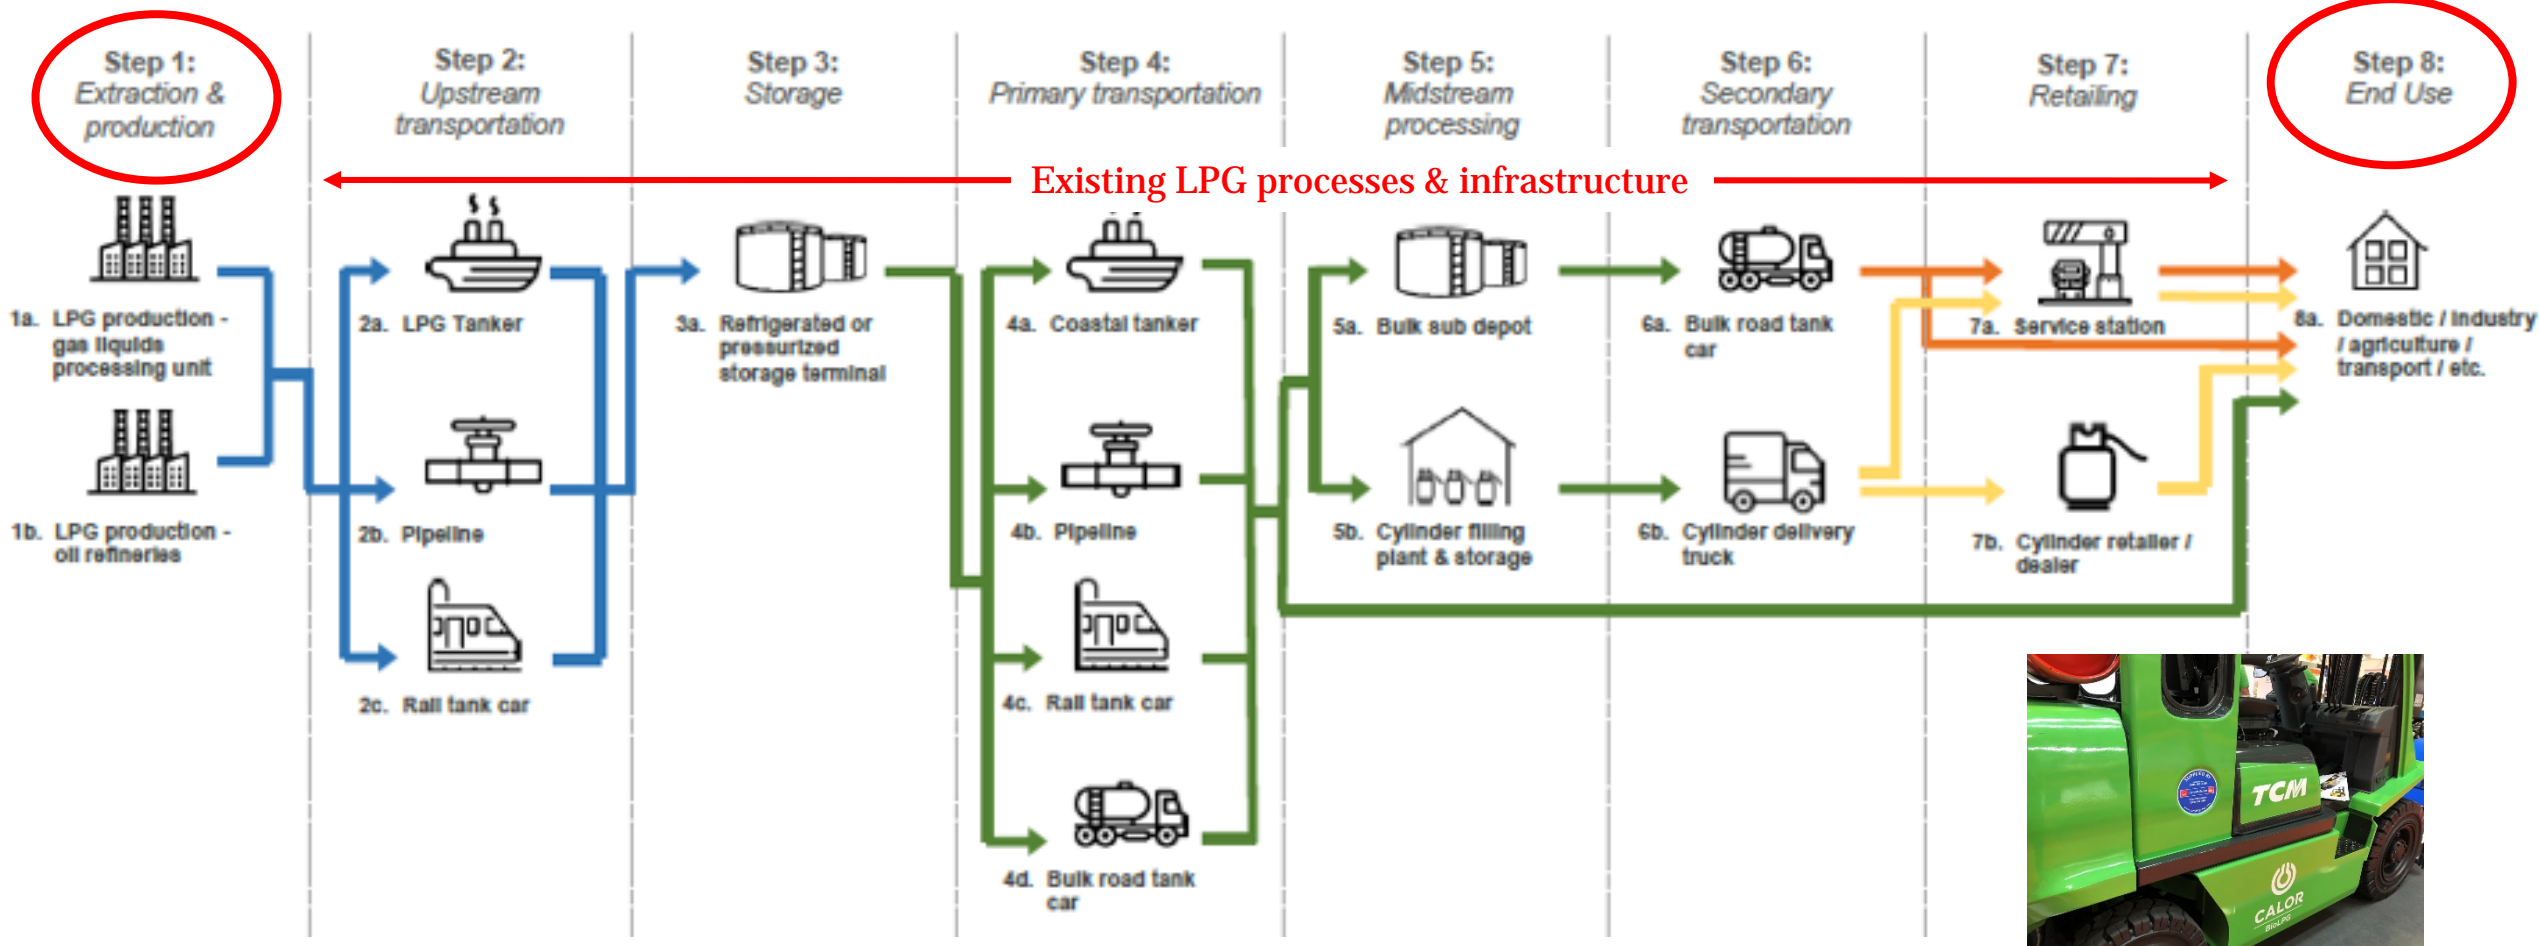 Step 1:
Extraction &
production
Step 2:
Upstream
transportation
Step 3:
Storage
Step 4:
Primary transportation
Step 5:
Midstream
processing
Step 6:
Secondary
transportation
Step 7:
Retailing
Step 8:
End Use
Existing LPG processes & infrastructure
1a. LPG production -
gas liquids
processing unit
1b. LPG production -
oil refineries
2a. LPG Tanker
2b. Pipeline
2c. Rail tank car
3a. Refrigerated or
pressurized
storage terminal
4a. Coastal tanker
4b. Pipeline
4c. Rail tank car
4d. Bulk road tank
car
5a. Bulk sub depot
5b. Cylinder filling
plant & storage
6a. Bulk road tank
car
6b. Cylinder delivery
truck
7a. Service station
7b. Cylinder retailer /
dealer
8a. Domestic / Industry
/ agriculture /
transport / etc.
TCM
CALOR
BioLPG